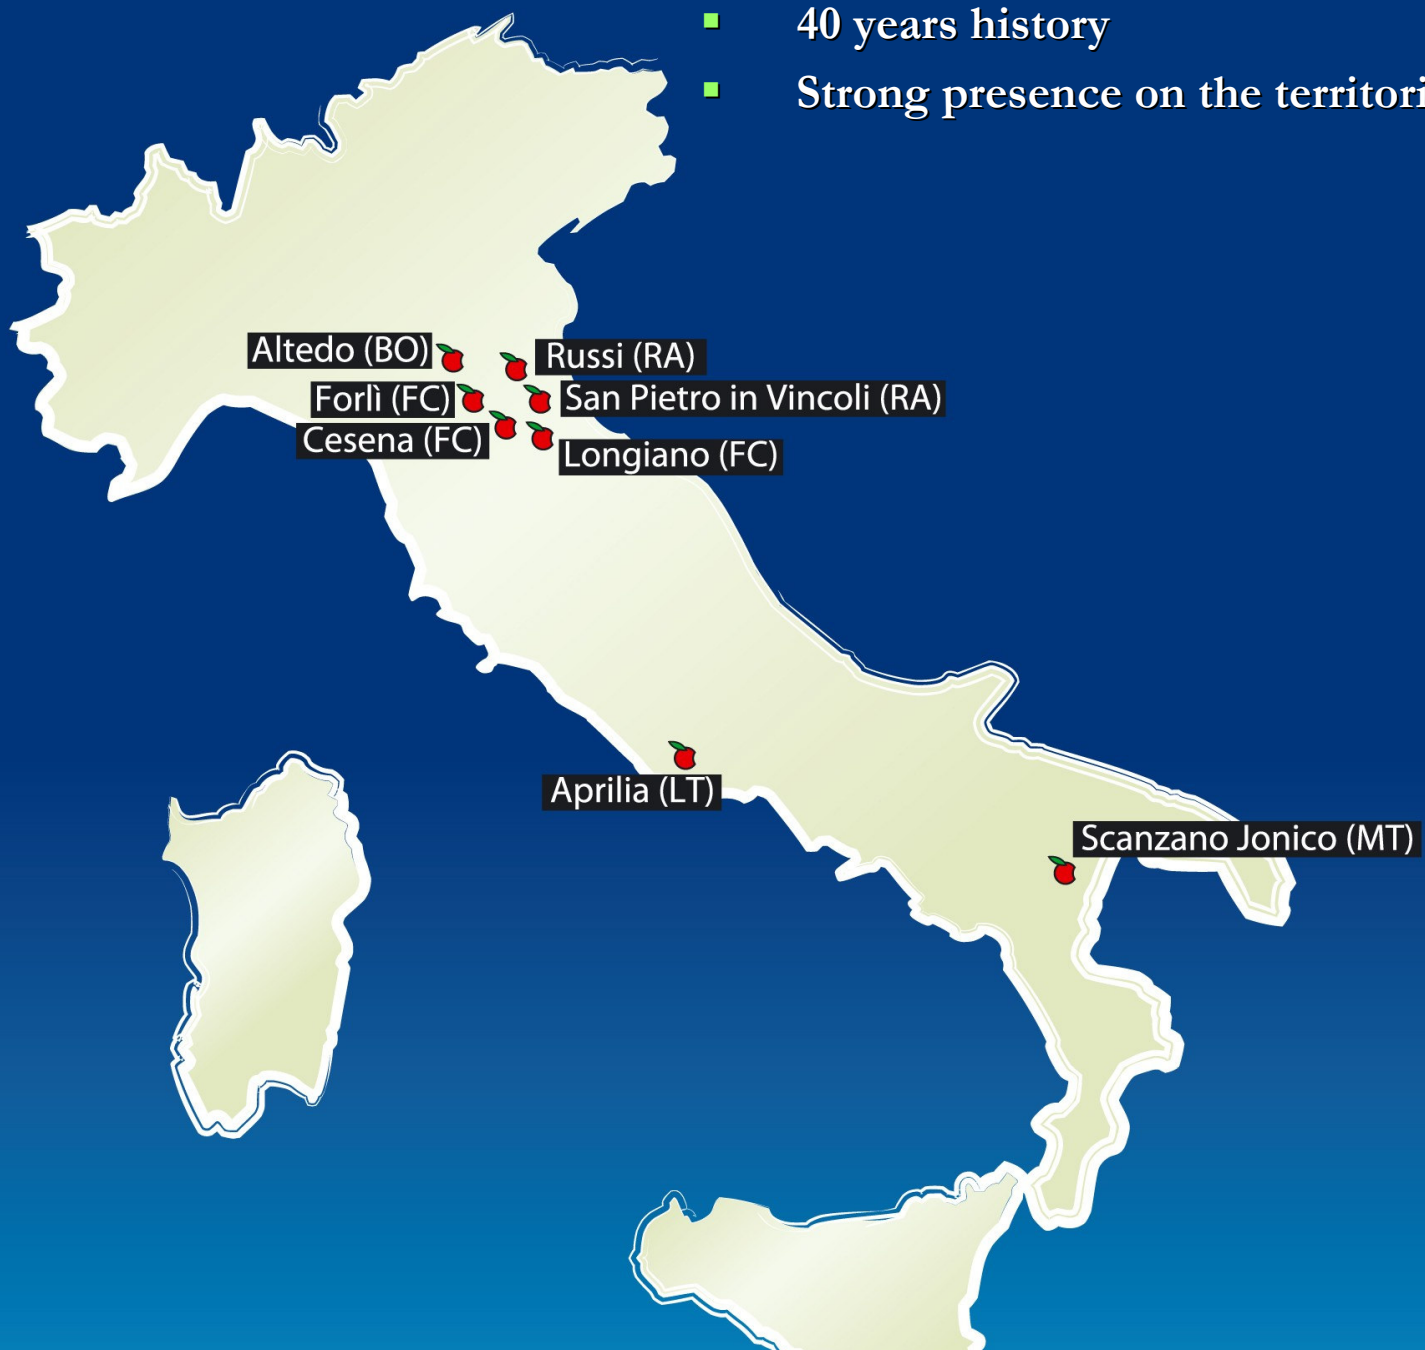 40 years history
Strong presence on the territori
Altedo (BO)
Russi (RA)
Forlì (FC)
San Pietro in Vincoli (RA)
Cesena (FC)
Longiano (FC)
Aprilia (LT)
Scanzano Jonico (MT)